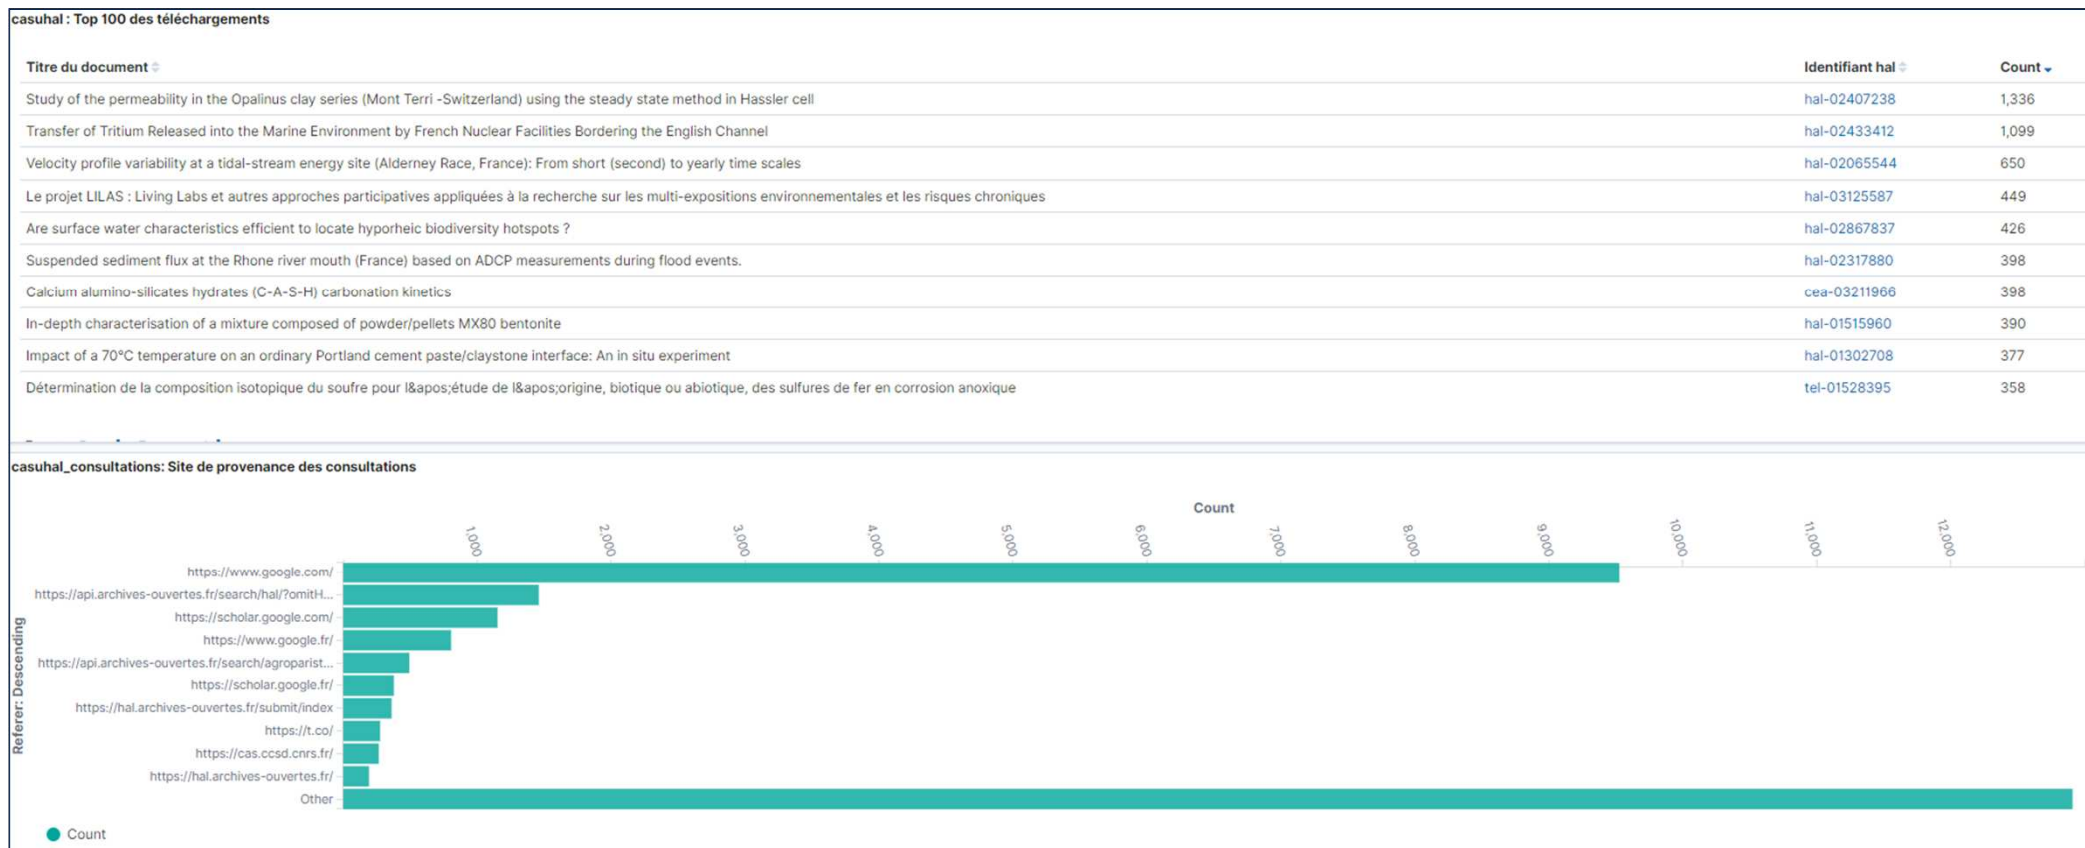 casuhal : Top 100 des téléchargements
Titre du document Identifiant hal Count
Study of the permeability in the Opalinus clay series (Mont Terri -Switzerland) using the steady state method in Hassler cell hal-02407238 1,336
Transfer of Tritium Released into the Marine Environment by French Nuclear Facilities Bordering the English Channel hal-02433412 1,099
Velocity profile variability at a tidal-stream energy site (Alderney Race, France): From short (second) to yearly time scales hal-02065544 650
Le projet LILAS : Living Labs et autres approches participatives appliquées à la recherche sur les multi-expositions environnementales et les risques chroniques hal-03125587 449
Are surface water characteristics efficient to locate hyporheic biodiversity hotspots ? hal-02867837 426
Suspended sediment flux at the Rhone river mouth (France) based on ADCP measurements during flood events. hal-02317880 398
Calcium alumino-silicates hydrates (C-A-S-H) carbonation kinetics cea-03211966 398
In-depth characterisation of a mixture composed of powder/pellets MX80 bentonite hal-01515960 390
Impact of a 70°C temperature on an ordinary Portland cement paste/claystone interface: An in situ experiment hal-01302708 377
Détermination de la composition isotopique du soufre pour l&apos;étude de l&apos;origine, biotique ou abiotique, des sulfures de fer en corrosion anoxique tel-01528395 358
casuhal_consultations: Site de provenance des consultations
Count
1,000 2,000 3,000 4,000 5,000 6,000 7,000 8,000 9,000 10,000 11,000 12,000
Referer: Descending
https://www.google.com/
https://api.archives-ouvertes.fr/search/hal/?omitH...
https://scholar.google.com/
https://www.google.fr/
https://api.archives-ouvertes.fr/search/agroparist...
https://scholar.google.fr/
https://hal.archives-ouvertes.fr/submit/index
https://t.co/
https://cas.ccsd.cnrs.fr/
https://hal.archives-ouvertes.fr/
Other
Count